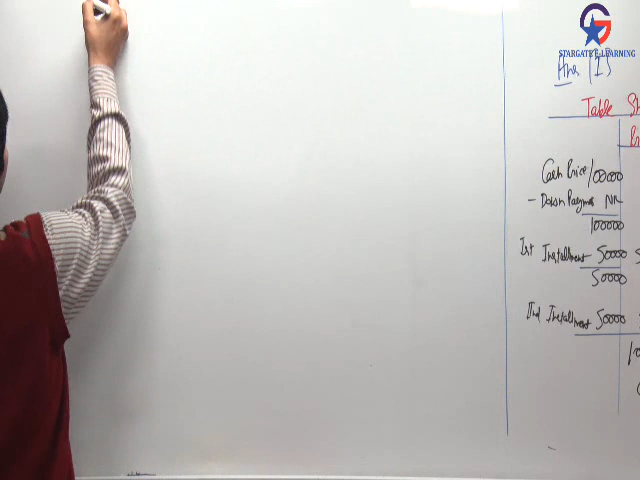 STARGATE E-LEARNING
Ans (I)
Table
Cash Price 100000
- Down Payment Nil
100000
Ist Installment 50000
50000
IInd Installment 50000